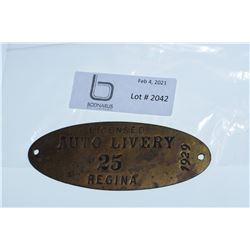 Feb 4, 2021
b
BODNARUS
Lot # 2042
LICENSED
AUTO LIVERY
25
1929
REGINA